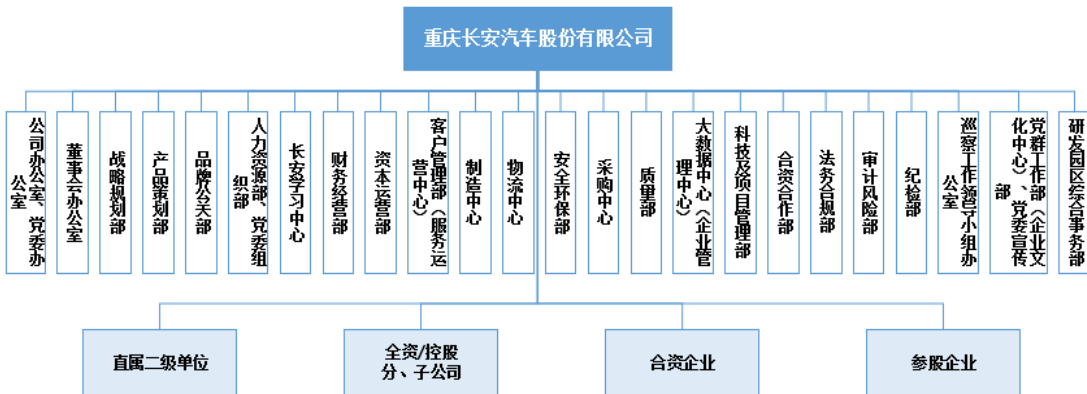 重庆长安汽车股份有限公司
公司办公室、党委办
公室
董事会办公室
战略规划部
产品策划部
品牌公关部
人力资源部、党委组
织部
长安学习中心
财务经营部
资本运营部
客户管理部（服务运
营中心）
制造中心
物流中心
安全环保部
采购中心
质量部
大数据中心（企业管
理中心）
科技及项目管理部
合资合作部
法务合规部
审计风险部
纪检部
巡察工作领导小组办
公室
党群工作部（企业文
化中心）、党委宣传
部
研发园区综合事务部
直属二级单位
全资/控股
分、子公司
合资企业
参股企业